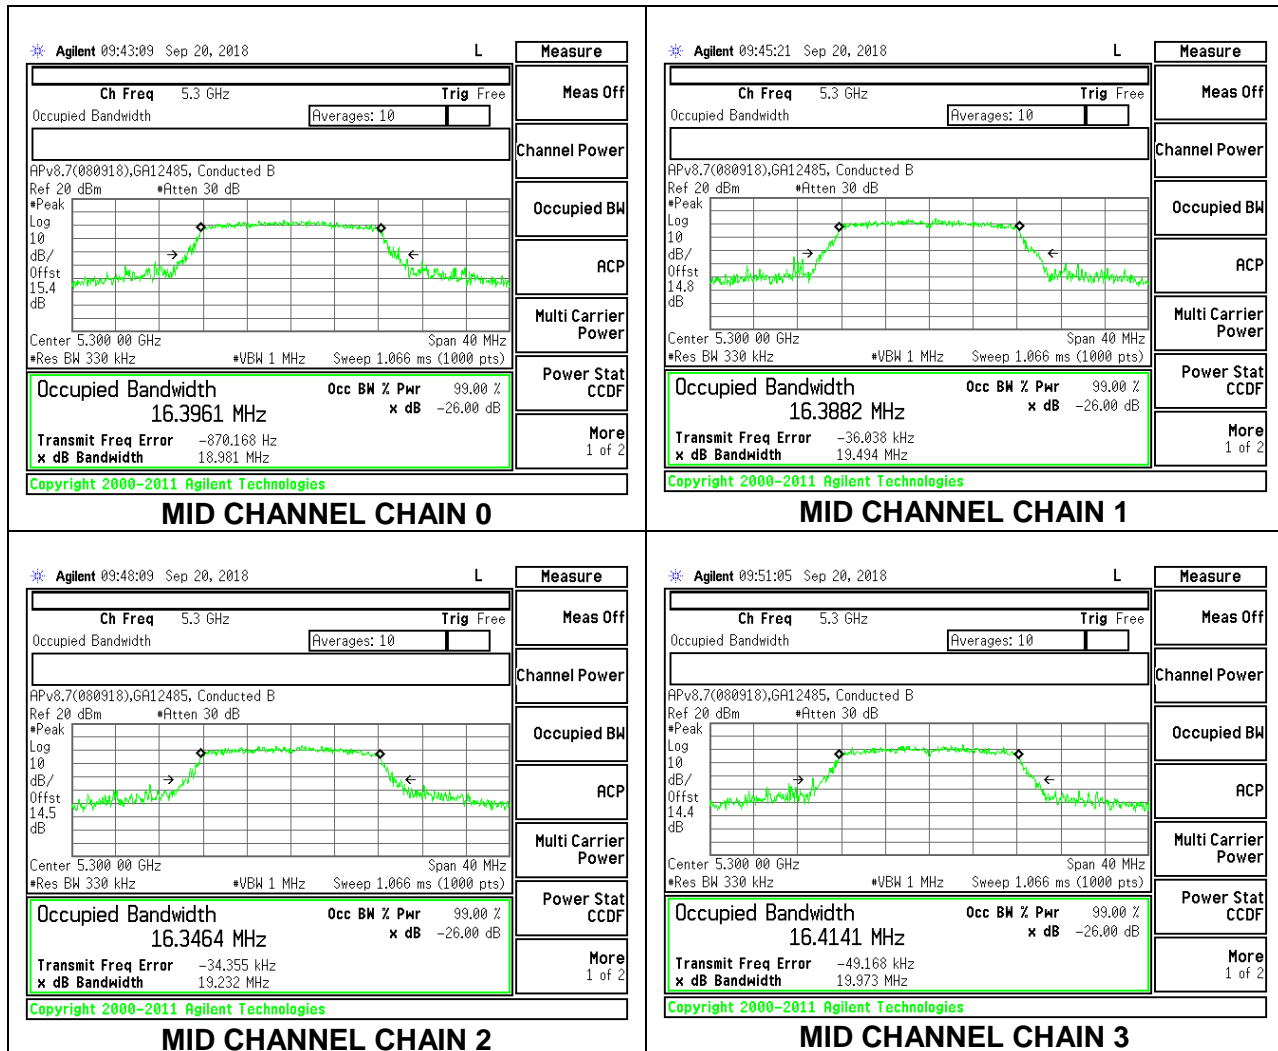 Agilent 09:43:09 Sep 20, 2018 L Measure
Ch Freq 5.3 GHz Trig Free
Meas Off
Occupied Bandwidth Averages: 10
Channel Power
APv8.7(080918),GA12485, Conducted B
Ref 20 dBm #Atten 30 dB
#Peak
Log
10
dB/
Offst
15.4
dB
Occupied BW
ACP
Multi Carrier
Power
Center 5.300 00 GHz Span 40 MHz
#Res BW 330 kHz #VBW 1 MHz Sweep 1.066 ms (1000 pts)
Power Stat
CCDF
Occupied Bandwidth Occ BW % Pwr 99.00 %
16.3961 MHz x dB -26.00 dB
Transmit Freq Error -870.168 Hz
x dB Bandwidth 18.981 MHz
More
1 of 2
Copyright 2000-2011 Agilent Technologies
MID CHANNEL CHAIN 0
Agilent 09:45:21 Sep 20, 2018 L Measure
Ch Freq 5.3 GHz Trig Free
Meas Off
Occupied Bandwidth Averages: 10
Channel Power
APv8.7(080918),GA12485, Conducted B
Ref 20 dBm #Atten 30 dB
#Peak
Log
10
dB/
Offst
14.8
dB
Occupied BW
ACP
Multi Carrier
Power
Center 5.300 00 GHz Span 40 MHz
#Res BW 330 kHz #VBW 1 MHz Sweep 1.066 ms (1000 pts)
Power Stat
CCDF
Occupied Bandwidth Occ BW % Pwr 99.00 %
16.3882 MHz x dB -26.00 dB
Transmit Freq Error -36.038 kHz
x dB Bandwidth 19.494 MHz
More
1 of 2
Copyright 2000-2011 Agilent Technologies
MID CHANNEL CHAIN 1
Agilent 09:48:09 Sep 20, 2018 L Measure
Ch Freq 5.3 GHz Trig Free
Meas Off
Occupied Bandwidth Averages: 10
Channel Power
APv8.7(080918),GA12485, Conducted B
Ref 20 dBm #Atten 30 dB
#Peak
Log
10
dB/
Offst
14.5
dB
Occupied BW
ACP
Multi Carrier
Power
Center 5.300 00 GHz Span 40 MHz
#Res BW 330 kHz #VBW 1 MHz Sweep 1.066 ms (1000 pts)
Power Stat
CCDF
Occupied Bandwidth Occ BW % Pwr 99.00 %
16.3464 MHz x dB -26.00 dB
Transmit Freq Error -34.355 kHz
x dB Bandwidth 19.232 MHz
More
1 of 2
Copyright 2000-2011 Agilent Technologies
MID CHANNEL CHAIN 2
Agilent 09:51:05 Sep 20, 2018 L Measure
Ch Freq 5.3 GHz Trig Free
Meas Off
Occupied Bandwidth Averages: 10
Channel Power
APv8.7(080918),GA12485, Conducted B
Ref 20 dBm #Atten 30 dB
#Peak
Log
10
dB/
Offst
14.4
dB
Occupied BW
ACP
Multi Carrier
Power
Center 5.300 00 GHz Span 40 MHz
#Res BW 330 kHz #VBW 1 MHz Sweep 1.066 ms (1000 pts)
Power Stat
CCDF
Occupied Bandwidth Occ BW % Pwr 99.00 %
16.4141 MHz x dB -26.00 dB
Transmit Freq Error -49.168 kHz
x dB Bandwidth 19.973 MHz
More
1 of 2
Copyright 2000-2011 Agilent Technologies
MID CHANNEL CHAIN 3